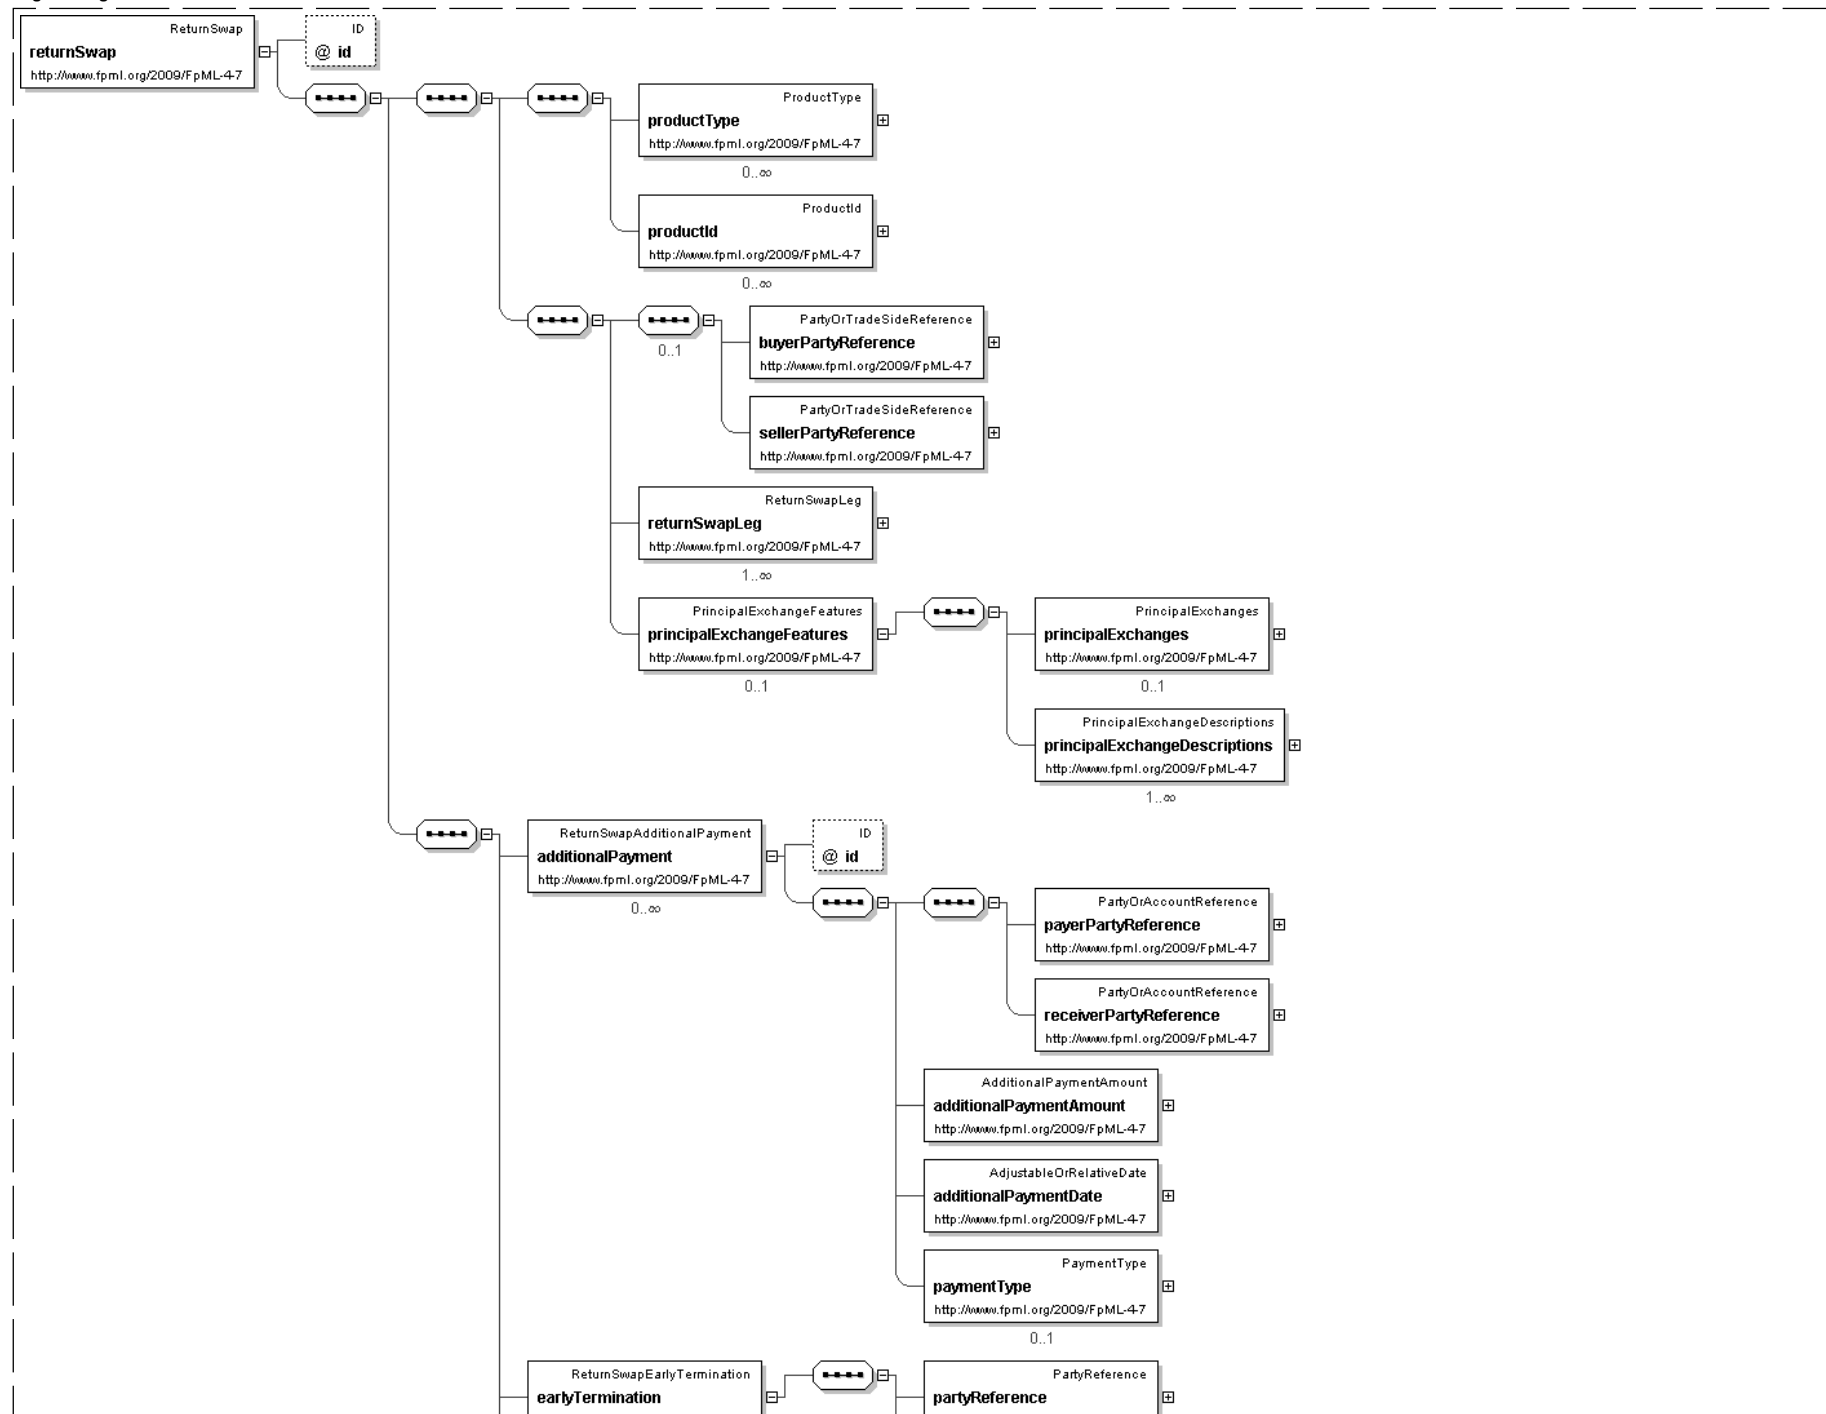 ReturnSwap
returnSwap
http://www.fpml.org/2009/FpML-4-7
ID
@ id
ProductType
productType
http://www.fpml.org/2009/FpML-4-7
0..∞
ProductId
productId
http://www.fpml.org/2009/FpML-4-7
0..∞
PartyOrTradeSideReference
buyerPartyReference
http://www.fpml.org/2009/FpML-4-7
0..1
PartyOrTradeSideReference
sellerPartyReference
http://www.fpml.org/2009/FpML-4-7
ReturnSwapLeg
returnSwapLeg
http://www.fpml.org/2009/FpML-4-7
1..∞
PrincipalExchangeFeatures
principalExchangeFeatures
http://www.fpml.org/2009/FpML-4-7
0..1
PrincipalExchanges
principalExchanges
http://www.fpml.org/2009/FpML-4-7
0..1
PrincipalExchangeDescriptions
principalExchangeDescriptions
http://www.fpml.org/2009/FpML-4-7
1..∞
ReturnSwapAdditionalPayment
additionalPayment
http://www.fpml.org/2009/FpML-4-7
0..∞
ID
@ id
PartyOrAccountReference
payerPartyReference
http://www.fpml.org/2009/FpML-4-7
PartyOrAccountReference
receiverPartyReference
http://www.fpml.org/2009/FpML-4-7
AdditionalPaymentAmount
additionalPaymentAmount
http://www.fpml.org/2009/FpML-4-7
AdjustableOrRelativeDate
additionalPaymentDate
http://www.fpml.org/2009/FpML-4-7
PaymentType
paymentType
http://www.fpml.org/2009/FpML-4-7
0..1
ReturnSwapEarlyTermination
earlyTermination
PartyReference
partyReference